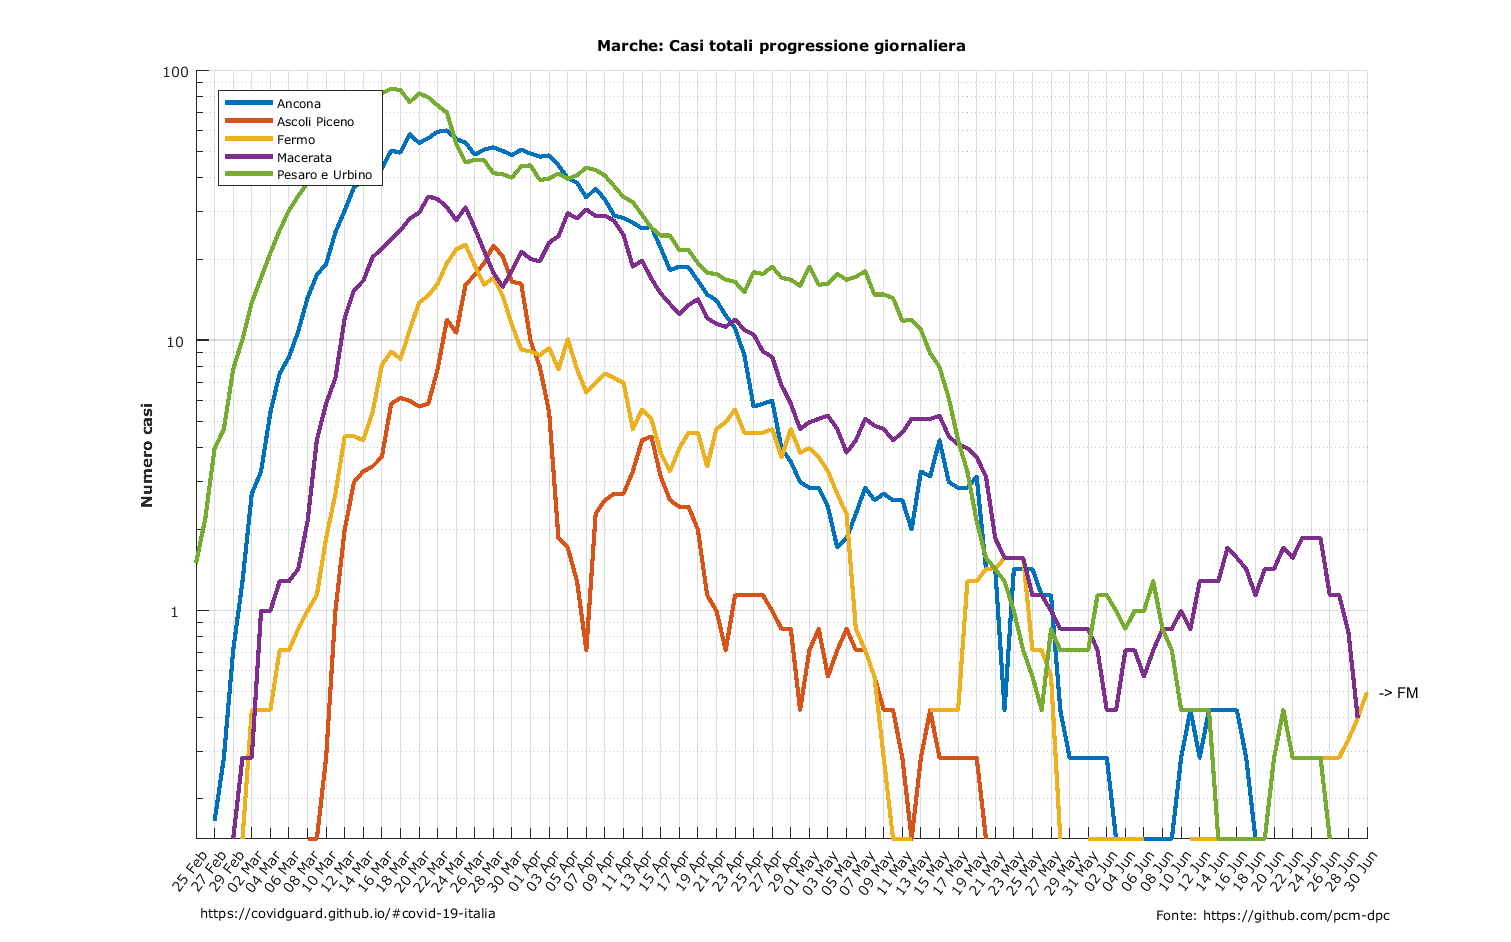 Marche: Casi totali progressione giornaliera
100
10
1
Numero casi
Ancona
Ascoli Piceno
Fermo
Macerata
Pesaro e Urbino
-> FM
25 Feb
27 Feb
29 Feb
02 Mar
04 Mar
06 Mar
08 Mar
10 Mar
12 Mar
14 Mar
16 Mar
18 Mar
20 Mar
22 Mar
24 Mar
26 Mar
28 Mar
30 Mar
01 Apr
03 Apr
05 Apr
07 Apr
09 Apr
11 Apr
13 Apr
15 Apr
17 Apr
19 Apr
21 Apr
23 Apr
25 Apr
27 Apr
29 Apr
01 May
03 May
05 May
07 May
09 May
11 May
13 May
15 May
17 May
19 May
21 May
23 May
25 May
27 May
29 May
31 May
02 Jun
04 Jun
06 Jun
08 Jun
10 Jun
12 Jun
14 Jun
16 Jun
18 Jun
20 Jun
22 Jun
24 Jun
26 Jun
28 Jun
30 Jun
https://covidguard.github.io/#covid-19-italia
Fonte: https://github.com/pcm-dpc